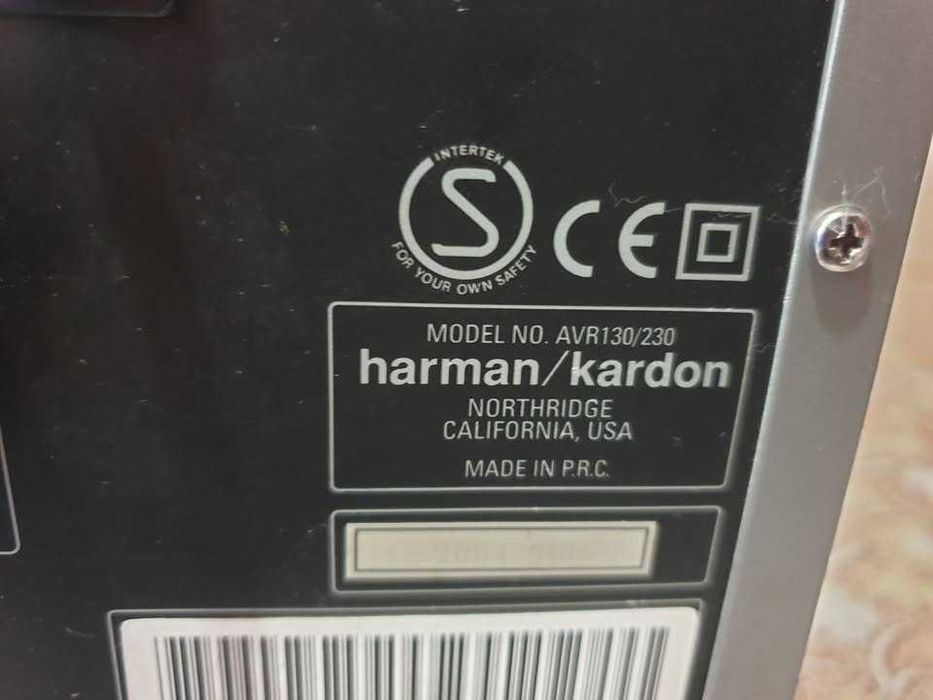 INTERTEK
S
FOR YOUR OWN SAFETY
CE
MODEL NO. AVR130/230
harman/kardon
NORTHRIDGE
CALIFORNIA, USA
MADE IN P.R.C.